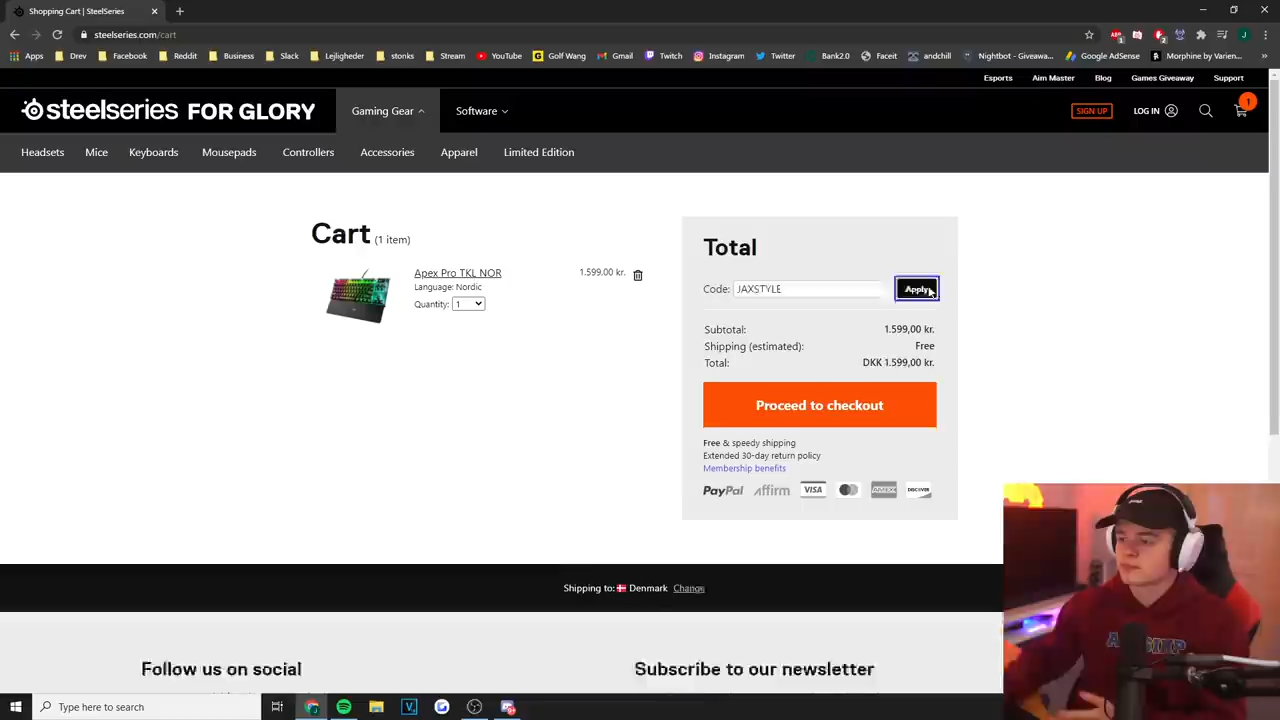 Shopping Cart | SteelSeries
steelseries.com/cart
Apps Dev Facebook Reddit Business Slack Lejligheder stonks Stream YouTube Golf Wang Gmail Twitch Instagram Twitter Bank2.0 Faceit andchill Nightbot - Giveawa... Google AdSense Morphine by Varien...
Esports Aim Master Blog Games Giveaway Support
steelseries FOR GLORY Gaming Gear Software SIGN UP LOG IN 1
Headsets Mice Keyboards Mousepads Controllers Accessories Apparel Limited Edition
Cart (1 item)
Apex Pro TKL NOR 1.599.00 kr.
Language: Nordic
Quantity: 1
Total
Code: JAXSTYLE Apply
Subtotal: 1.599,00 kr.
Shipping (estimated): Free
Total: DKK 1.599,00 kr.
Proceed to checkout
Free & speedy shipping
Extended 30-day return policy
Membership benefits
PayPal affirm VISA AMEX DISCOVER
Shipping to: Denmark Change
Follow us on social
Subscribe to our newsletter
Type here to search